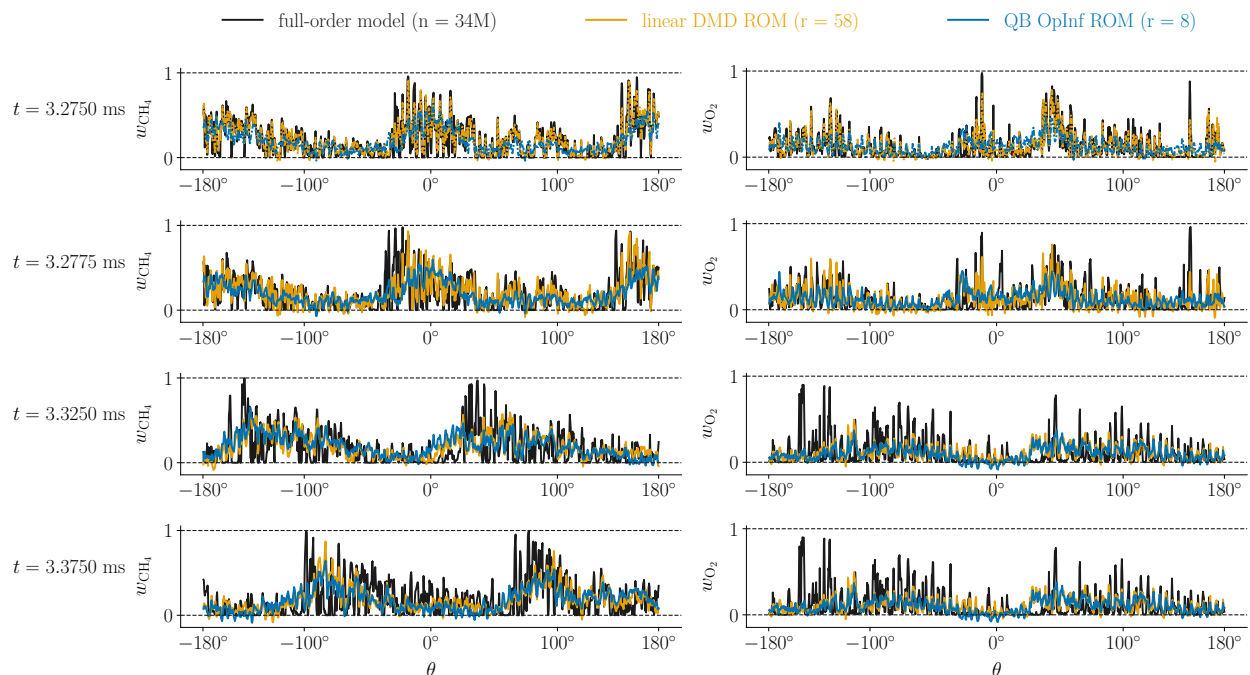 full-order model (n = 34M) linear DMD ROM (r = 58) QB OpInf ROM (r = 8)
t = 3.2750 ms
w_CH₄
1
0
−180° −100° 0° 100° 180°
w_O₂
1
0
−180° −100° 0° 100° 180°
t = 3.2775 ms
w_CH₄
1
0
−180° −100° 0° 100° 180°
w_O₂
1
0
−180° −100° 0° 100° 180°
t = 3.3250 ms
w_CH₄
1
0
−180° −100° 0° 100° 180°
w_O₂
1
0
−180° −100° 0° 100° 180°
t = 3.3750 ms
w_CH₄
1
0
−180° −100° 0° 100° 180°
θ
w_O₂
1
0
−180° −100° 0° 100° 180°
θ